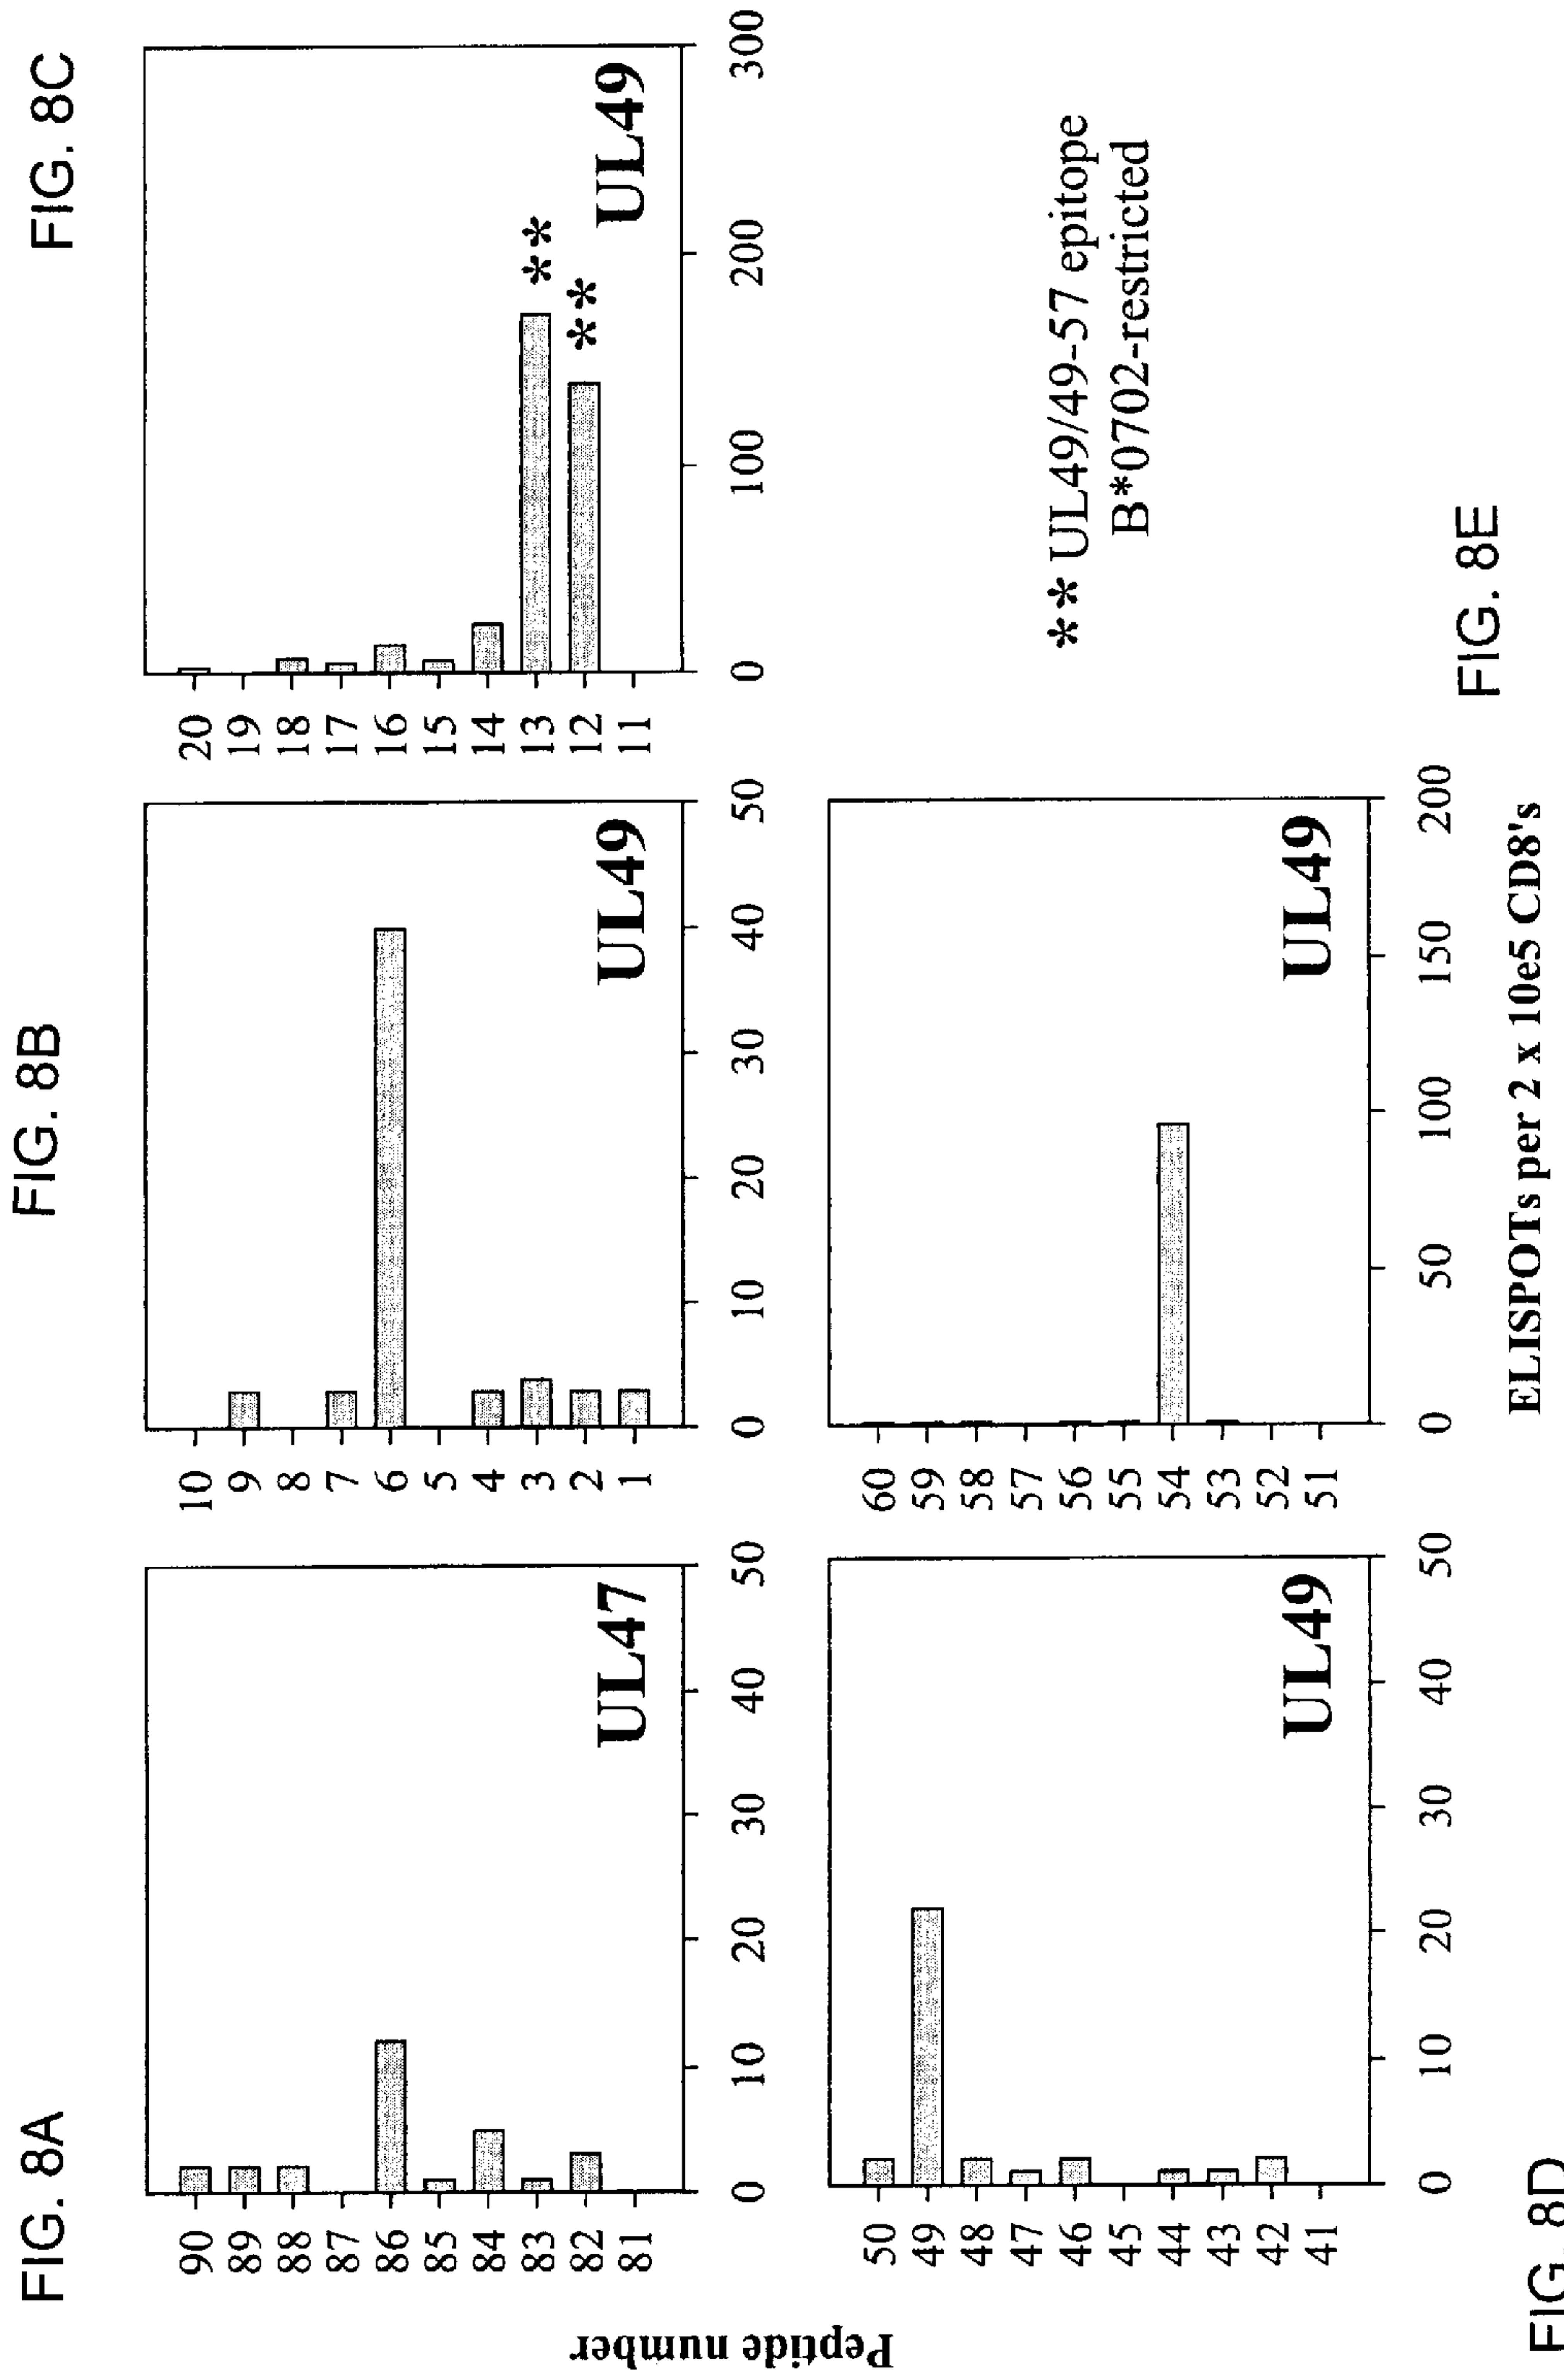 FIG. 8A
Peptide number
90
89
88
87
86
85
84
83
82
81
UL47
0 10 20 30 40 50
FIG. 8B
10
9
8
7
6
5
4
3
2
1
UL49
0 10 20 30 40 50
FIG. 8C
20
19
18
17
16
15
14
13
12
11
**
**
UL49
0 100 200 300
50
49
48
47
46
45
44
43
42
41
UL49
0 10 20 30 40 50
FIG. 8D
60
59
58
57
56
55
54
53
52
51
UL49
0 50 100 150 200
ELISPOTs per 2 x 10e5 CD8's
FIG. 8E
** UL49/49-57 epitope
B*0702-restricted